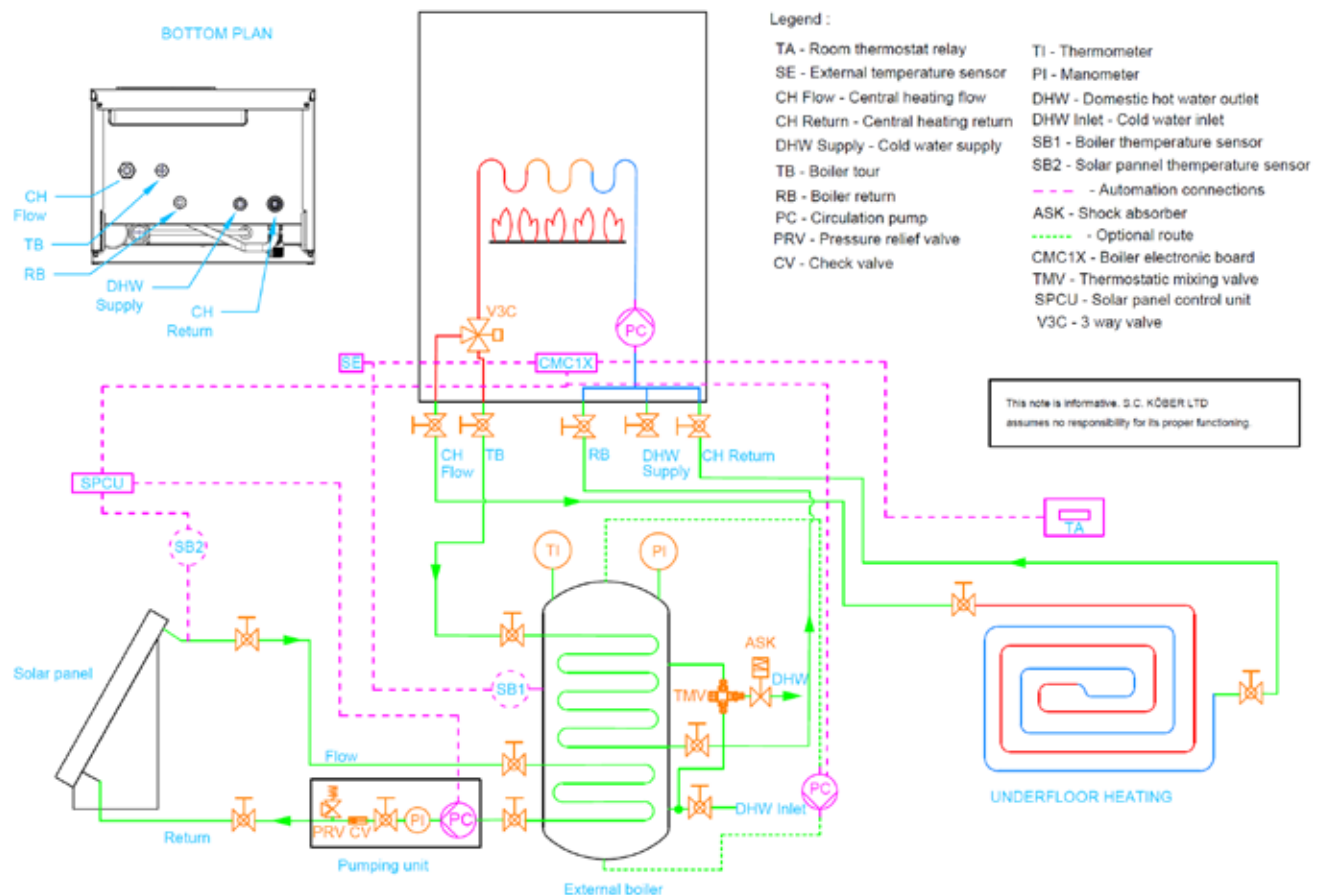 BOTTOM PLAN
CH
Flow
TB
RB
DHW
Supply
CH
Return
Legend :
TA - Room thermostat relay
SE - External temperature sensor
CH Flow - Central heating flow
CH Return - Central heating return
DHW Supply - Cold water supply
TB - Boiler tour
RB - Boiler return
PC - Circulation pump
PRV - Pressure relief valve
CV - Check valve
TI - Thermometer
PI - Manometer
DHW - Domestic hot water outlet
DHW Inlet - Cold water inlet
SB1 - Boiler themperature sensor
SB2 - Solar pannel themperature sensor
- Automation connections
ASK - Shock absorber
- Optional route
CMC1X - Boiler electronic board
TMV - Thermostatic mixing valve
SPCU - Solar panel control unit
V3C - 3 way valve
This note is informative. S.C. KÖBER LTD
assumes no responsibility for its proper functioning.
V3C
PC
SE
CMC1X
CH
Flow
TB
RB
DHW
Supply
CH Return
SPCU
TA
SB2
TI
PI
Solar panel
SB1
ASK
TMV
DHW
Flow
PRV
CV
PI
PC
DHW Inlet
PC
Return
Pumping unit
External boiler
UNDERFLOOR HEATING